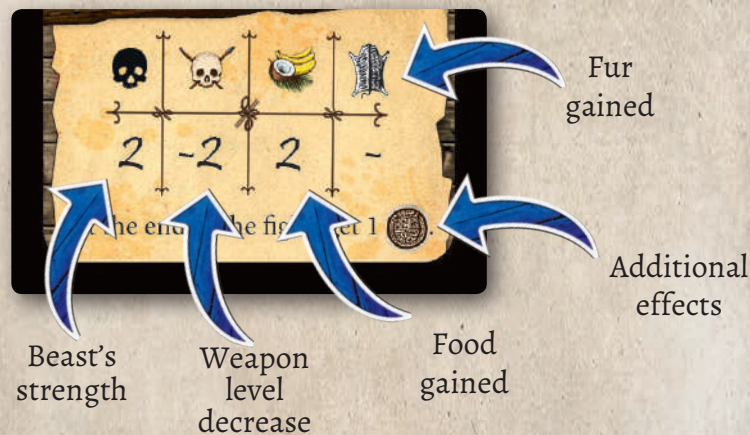 Fur
gained
2 -2 2 -
he end he fi et 1 .
Additional
effects
Beast's
strength
Weapon
level
decrease
Food
gained